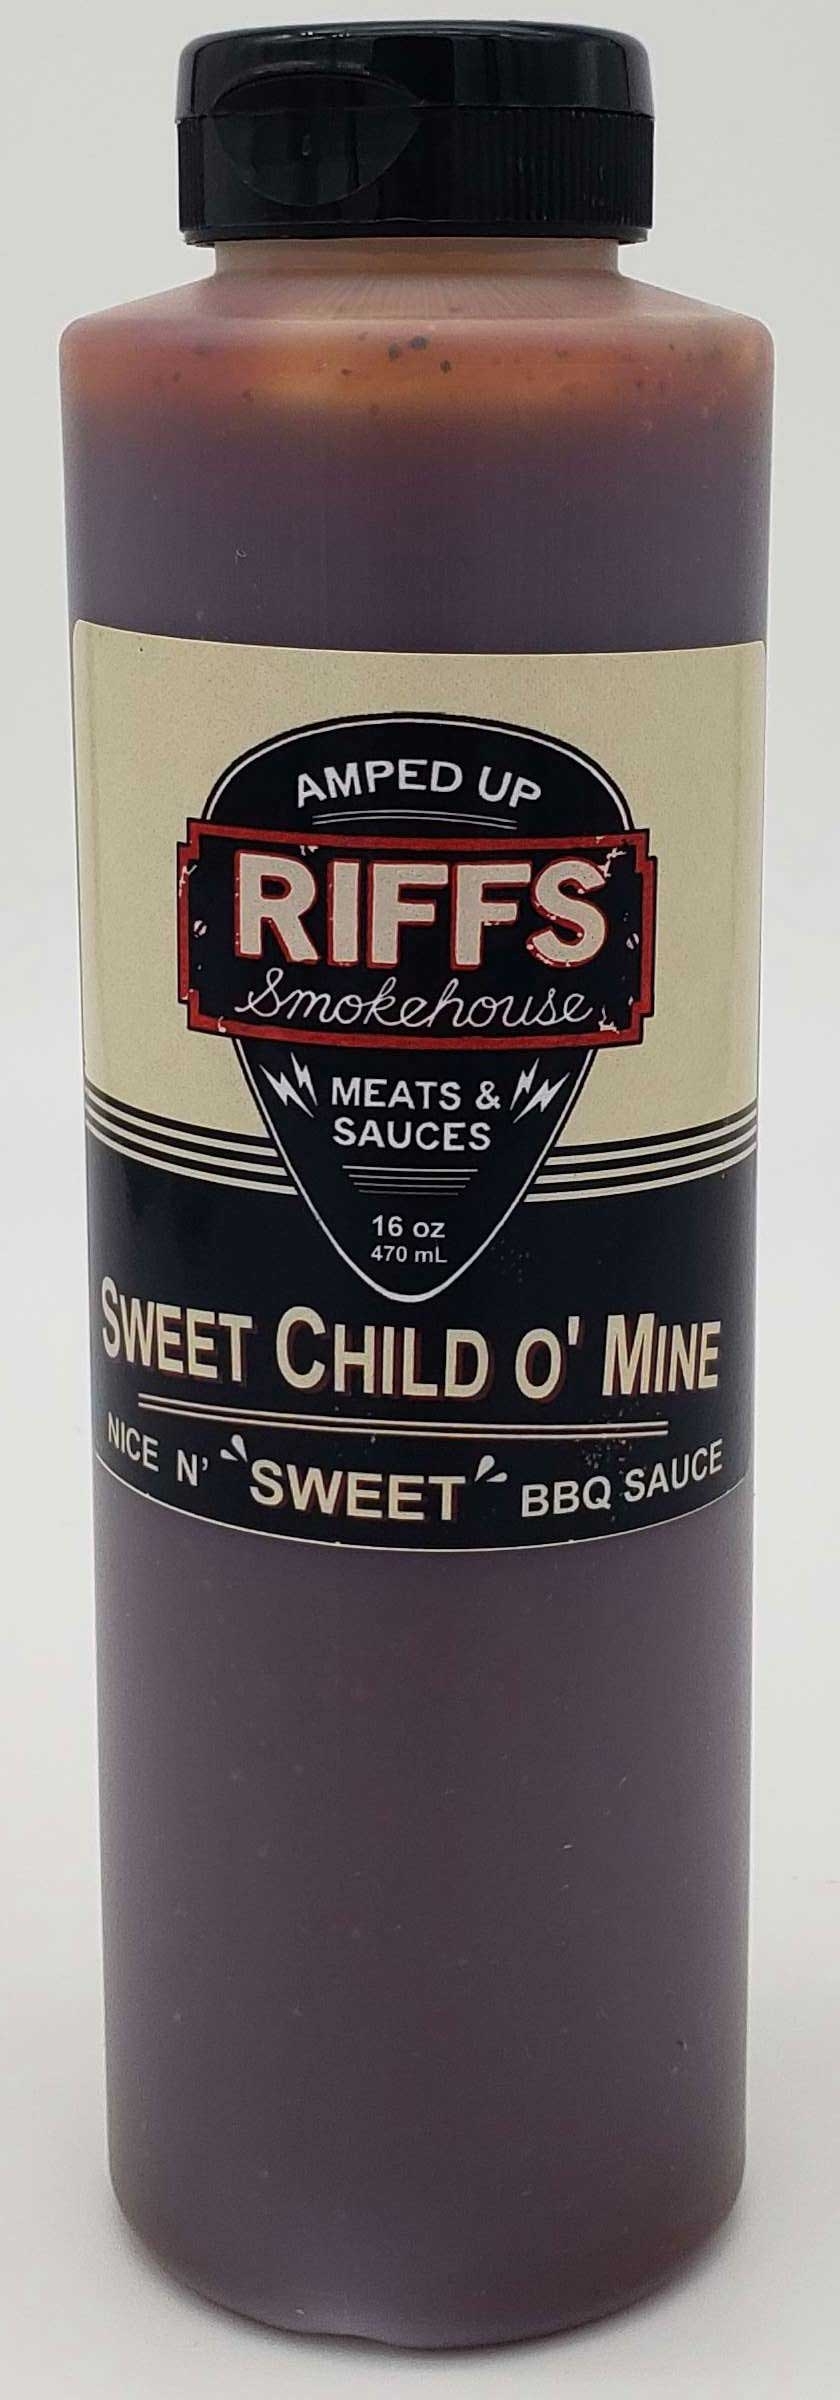 AMPED UP
RIFFS
Smokehouse
MEATS &
SAUCES
16 oz
470 mL
SWEET CHILD O' MINE
NICE N' "SWEET" BBQ SAUCE